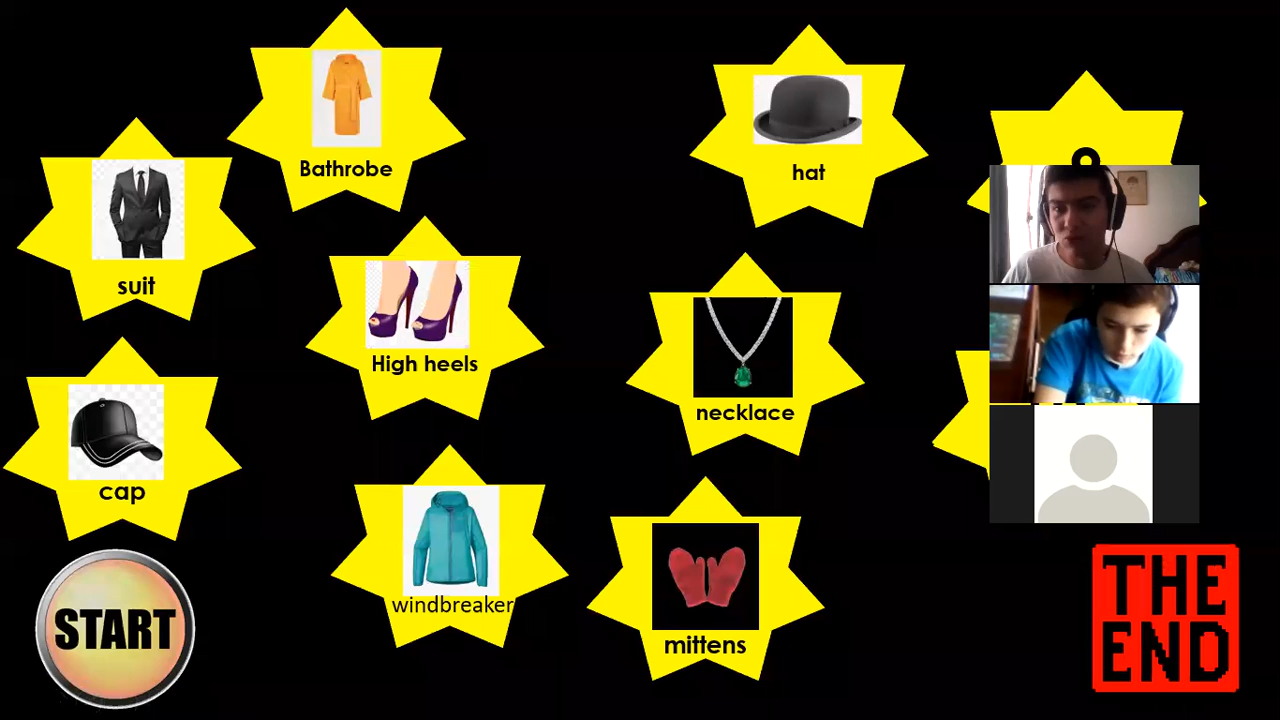 Bathrobe
hat
suit
High heels
necklace
cap
windbreaker
mittens
START
THE
END